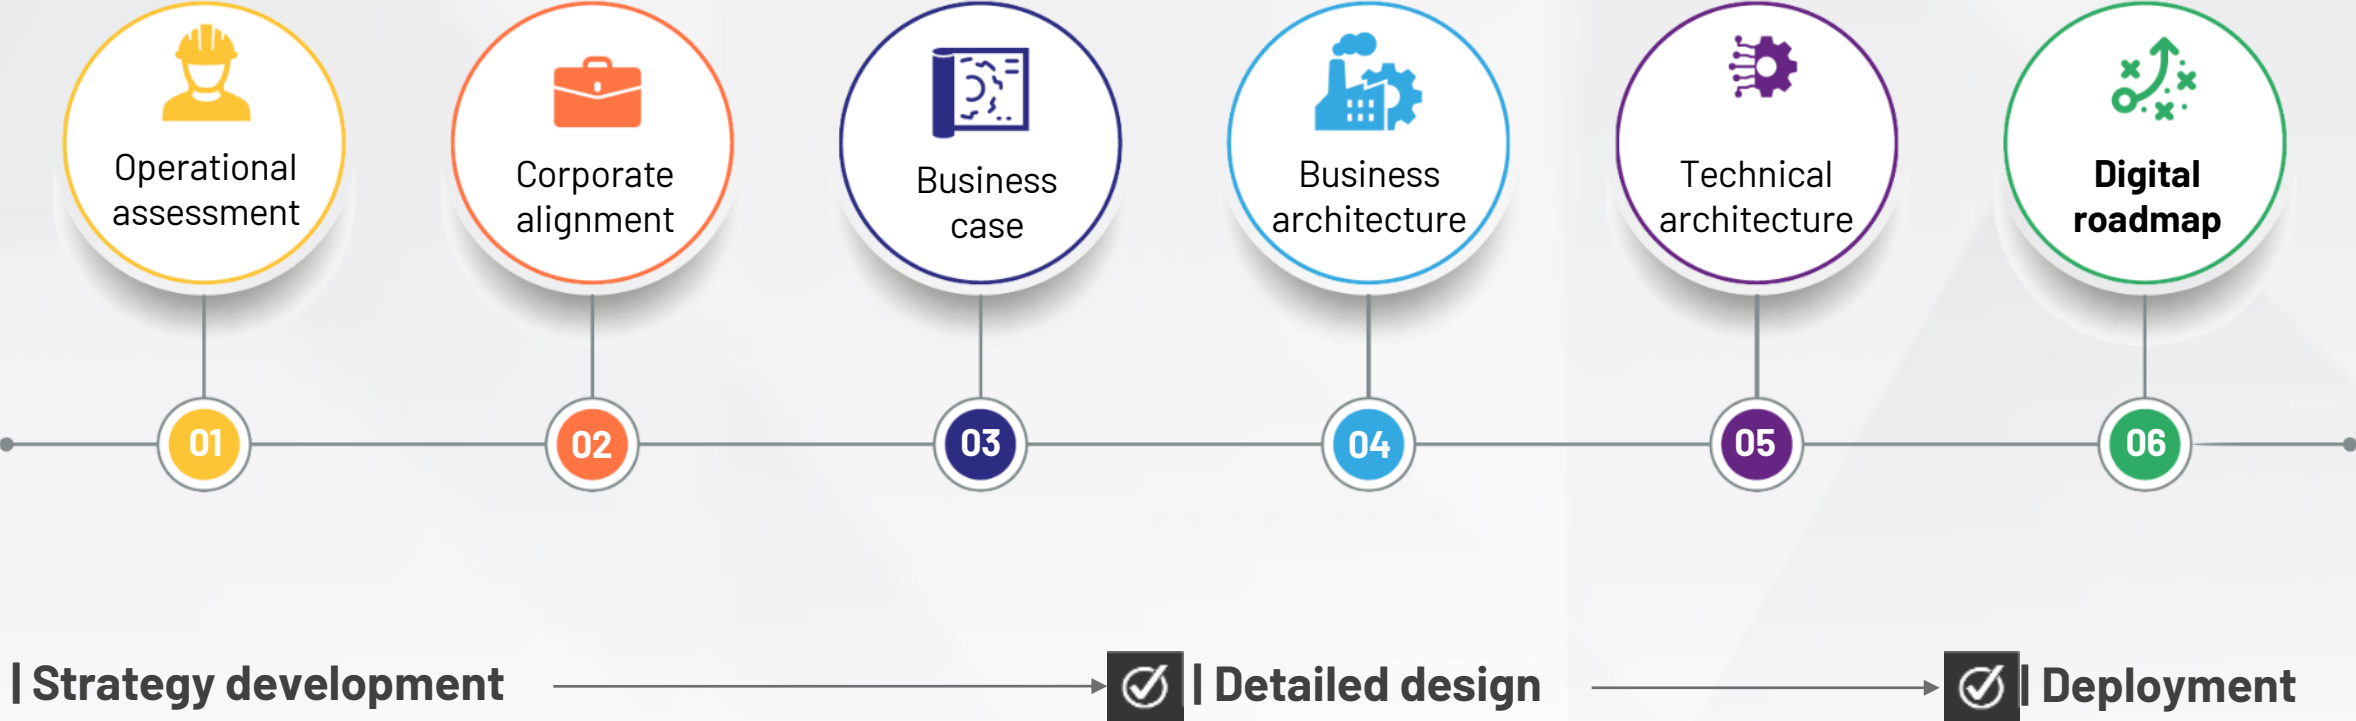 Operational
assessment
Corporate
alignment
Business
case
Business
architecture
Technical
architecture
Digital
roadmap
01
02
03
04
05
06
| Strategy development
| Detailed design
| Deployment